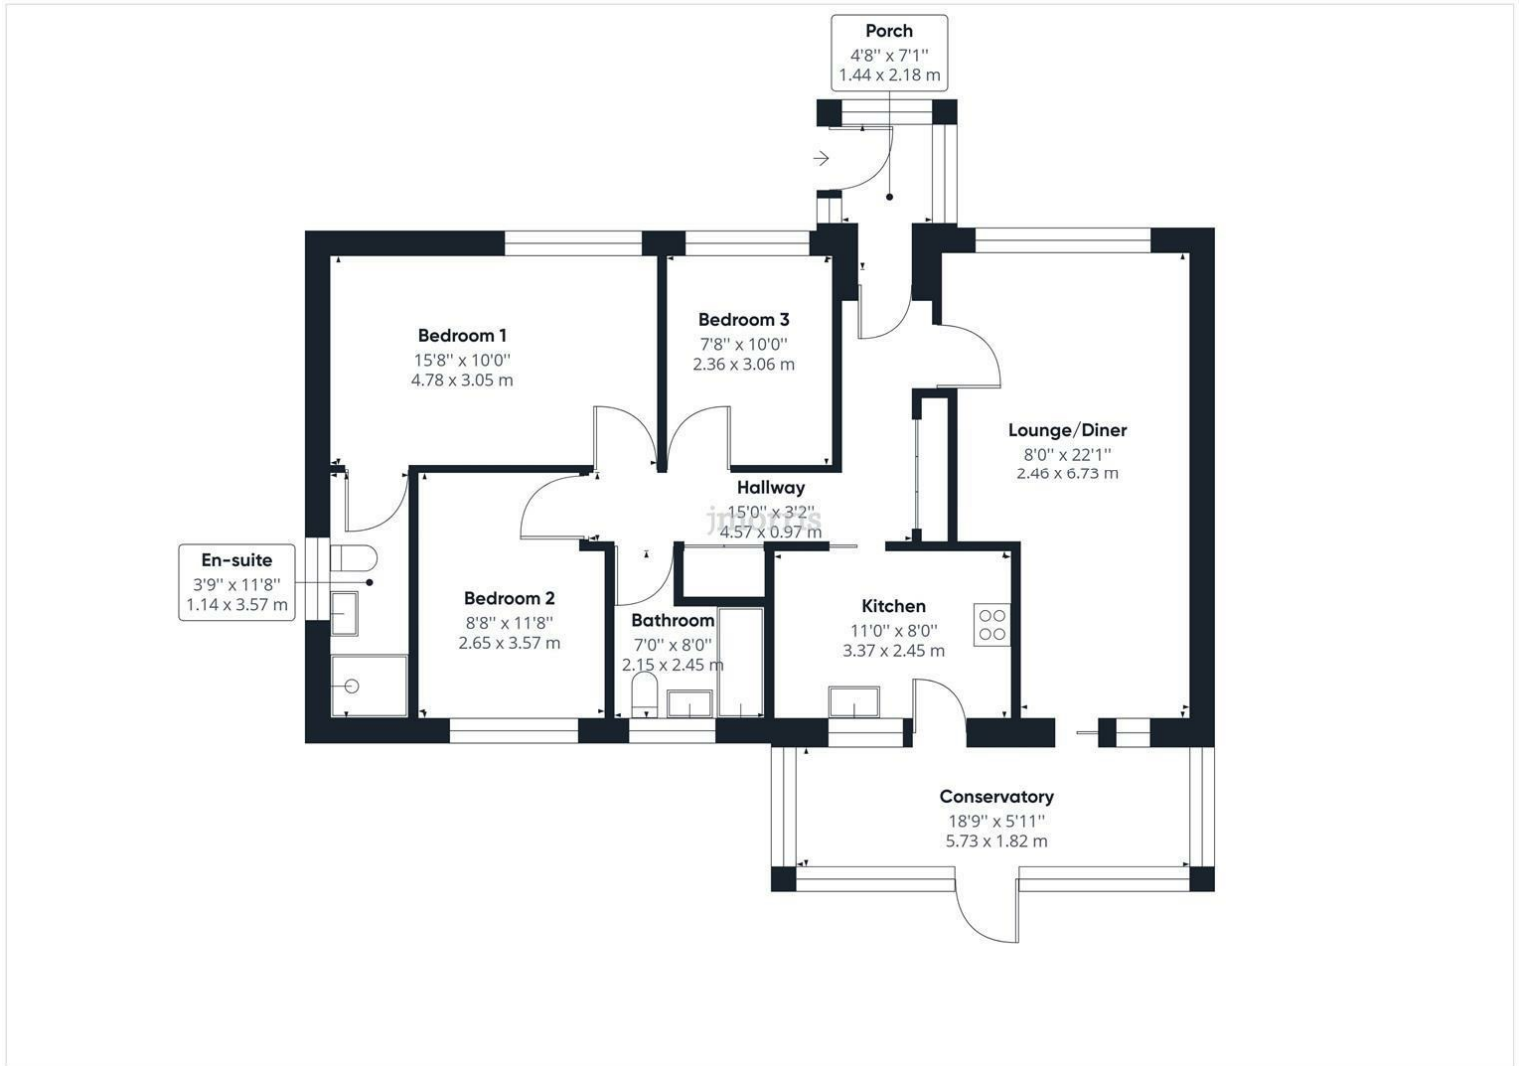 Porch
4'8'' x 7'1''
1.44 x 2.18 m
Bedroom 1
15'8'' x 10'0''
4.78 x 3.05 m
Bedroom 3
7'8'' x 10'0''
2.36 x 3.06 m
Lounge/Diner
8'0'' x 22'1''
2.46 x 6.73 m
Hallway
15'0'' x 3'2''
4.57 x 0.97 m
jmorris
En-suite
3'9'' x 11'8''
1.14 x 3.57 m
Bedroom 2
8'8'' x 11'8''
2.65 x 3.57 m
Bathroom
7'0'' x 8'0''
2.15 x 2.45 m
Kitchen
11'0'' x 8'0''
3.37 x 2.45 m
Conservatory
18'9'' x 5'11''
5.73 x 1.82 m